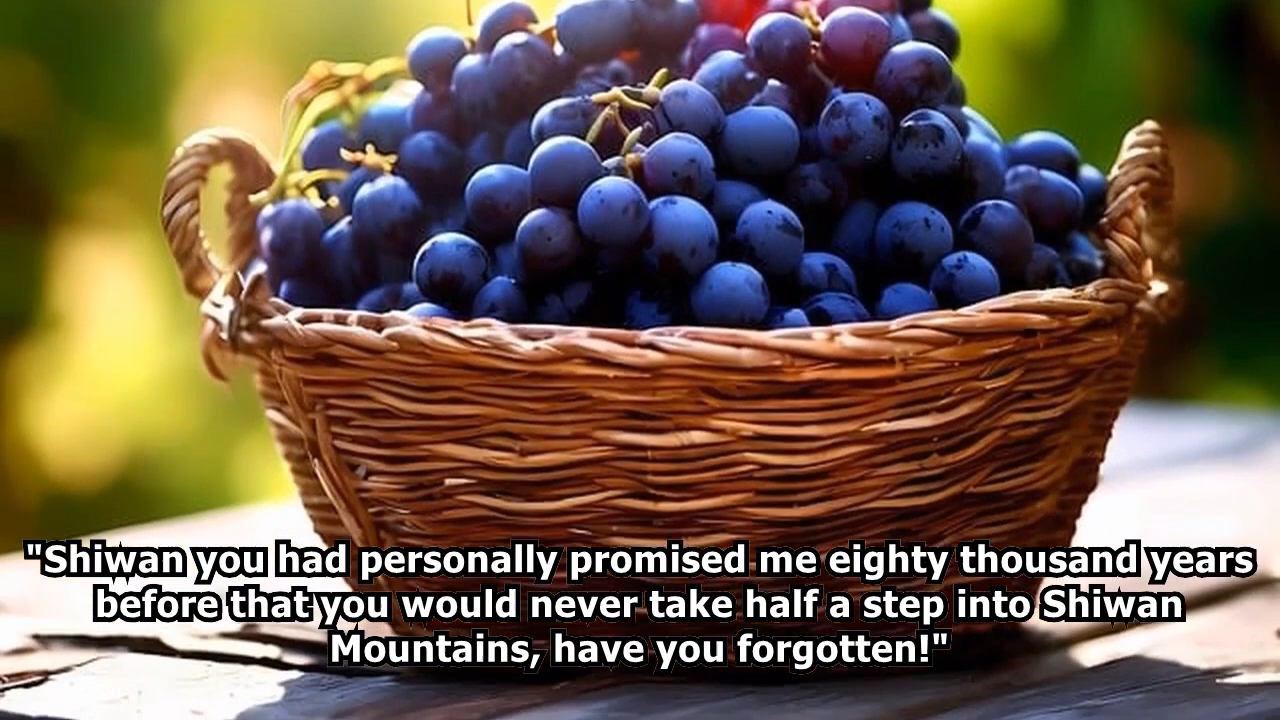 "Shiwan you had personally promised me eighty thousand years
before that you would never take half a step into Shiwan
Mountains, have you forgotten!"